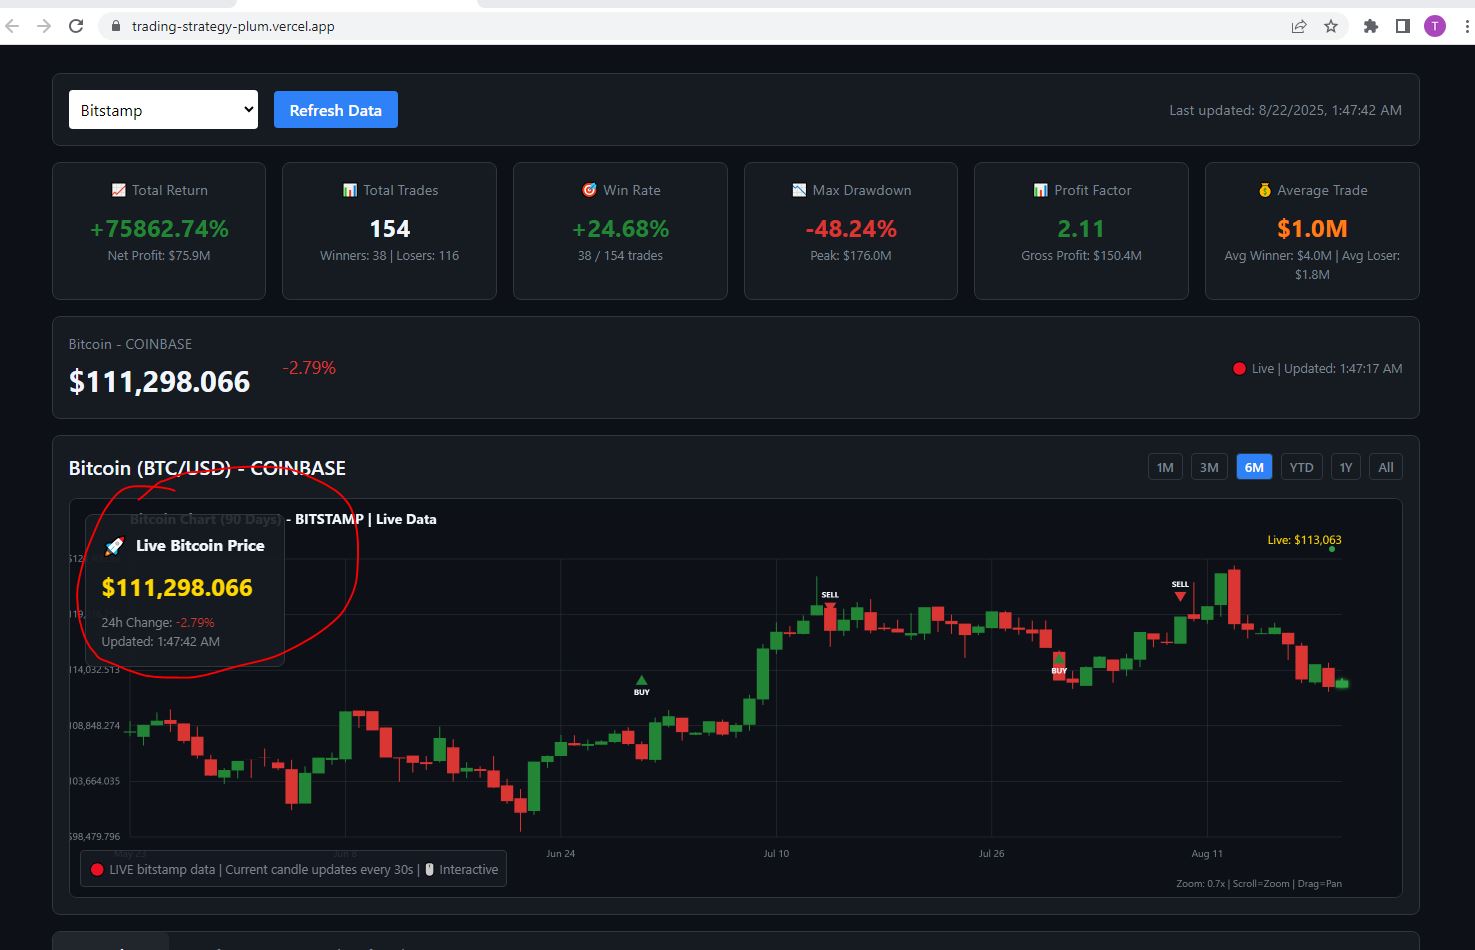 trading-strategy-plum.vercel.app
T
Bitstamp
Refresh Data
Last updated: 8/22/2025, 1:47:42 AM
Total Return
+75862.74%
Net Profit: $75.9M
Total Trades
154
Winners: 38 | Losers: 116
Win Rate
+24.68%
38 / 154 trades
Max Drawdown
-48.24%
Peak: $176.0M
Profit Factor
2.11
Gross Profit: $150.4M
Average Trade
$1.0M
Avg Winner: $4.0M | Avg Loser:
$1.8M
Bitcoin - COINBASE
$111,298.066
-2.79%
Live | Updated: 1:47:17 AM
Bitcoin (BTC/USD) - COINBASE
1M
3M
6M
YTD
1Y
All
Bitcoin Chart (90 Days) - BITSTAMP | Live Data
Live Bitcoin Price
$111,298.066
24h Change: -2.79%
Updated: 1:47:42 AM
Live: $113,063
SELL
SELL
BUY
BUY
114,032.513
108,848.274
103,664.035
$98,479.796
May 23
Jun 8
Jun 24
Jul 10
Jul 26
Aug 11
LIVE bitstamp data | Current candle updates every 30s | Interactive
Zoom: 0.7x | Scroll=Zoom | Drag=Pan